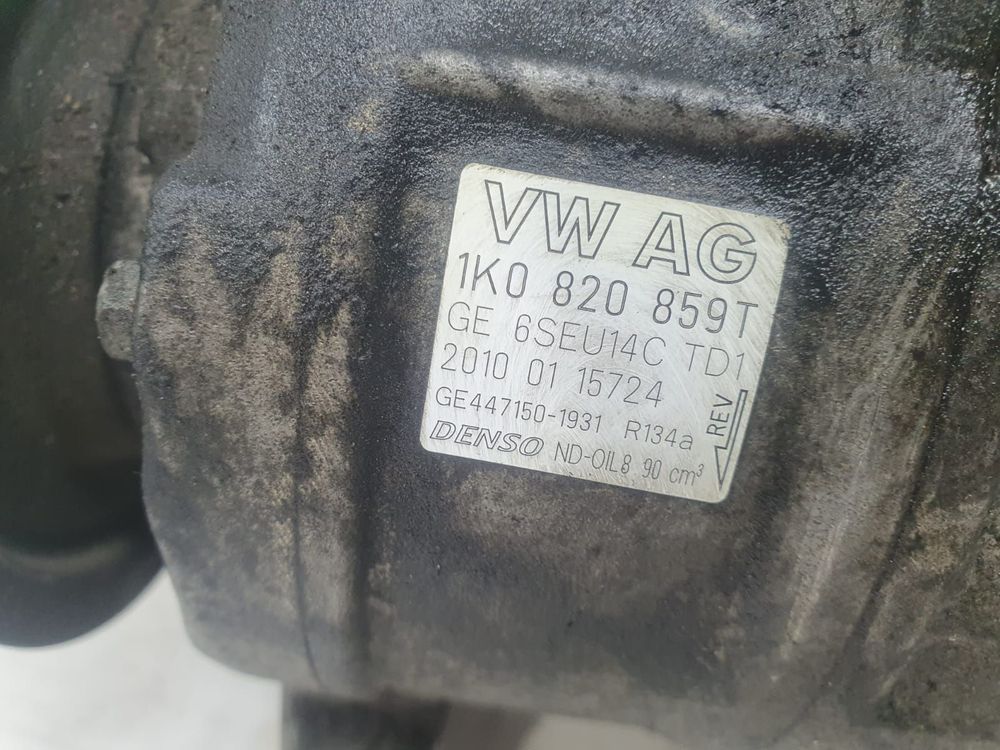 VW AG
1K0 820 859T
GE 6SEU14C TD1
2010 01 15724
GE447150-1931 R134a
DENSO ND-OIL8 90 cm³
REV